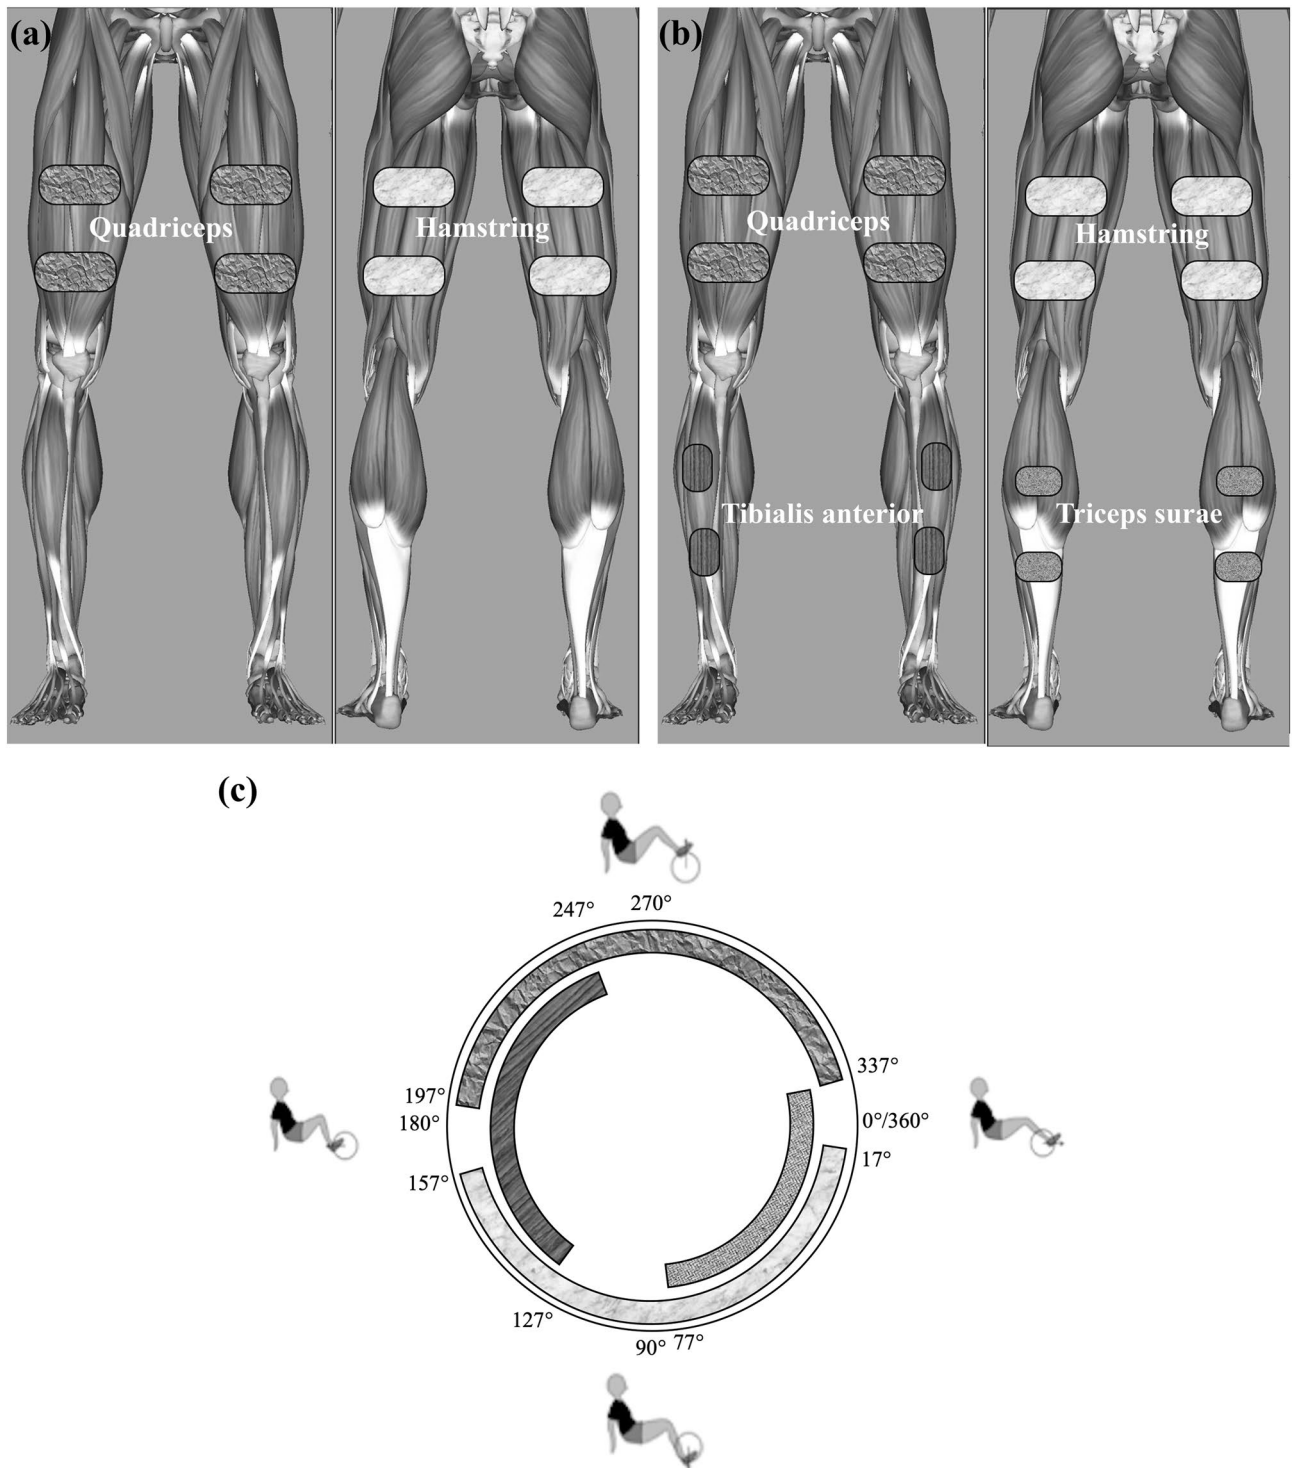 (a)
(b)
Quadriceps
Hamstring
Quadriceps
Hamstring
Tibialis anterior
Triceps surae
(c)
247°
270°
337°
197°
180°
0°/360°
17°
157°
127°
90°
77°